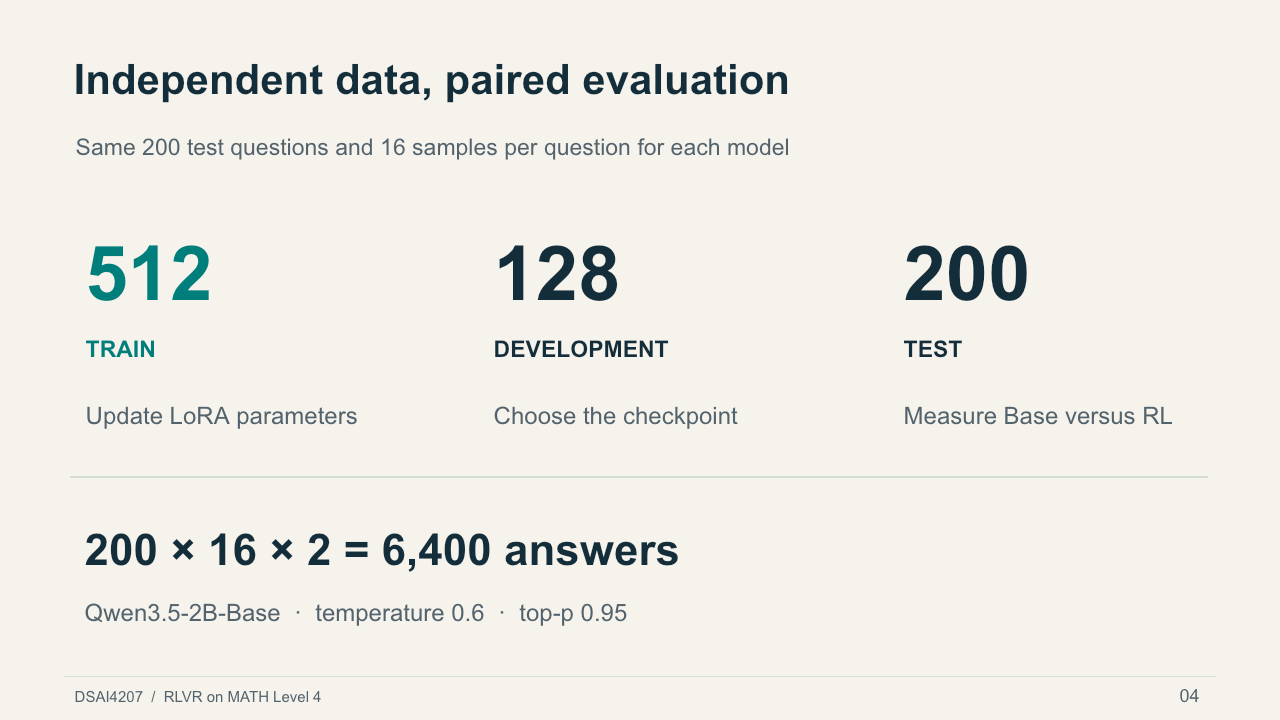 Independent data, paired evaluation
Same 200 test questions and 16 samples per question for each model
512
TRAIN
Update LoRA parameters
128
DEVELOPMENT
Choose the checkpoint
200
TEST
Measure Base versus RL
200 × 16 × 2 = 6,400 answers
Qwen3.5-2B-Base · temperature 0.6 · top-p 0.95
DSAI4207 / RLVR on MATH Level 4
04